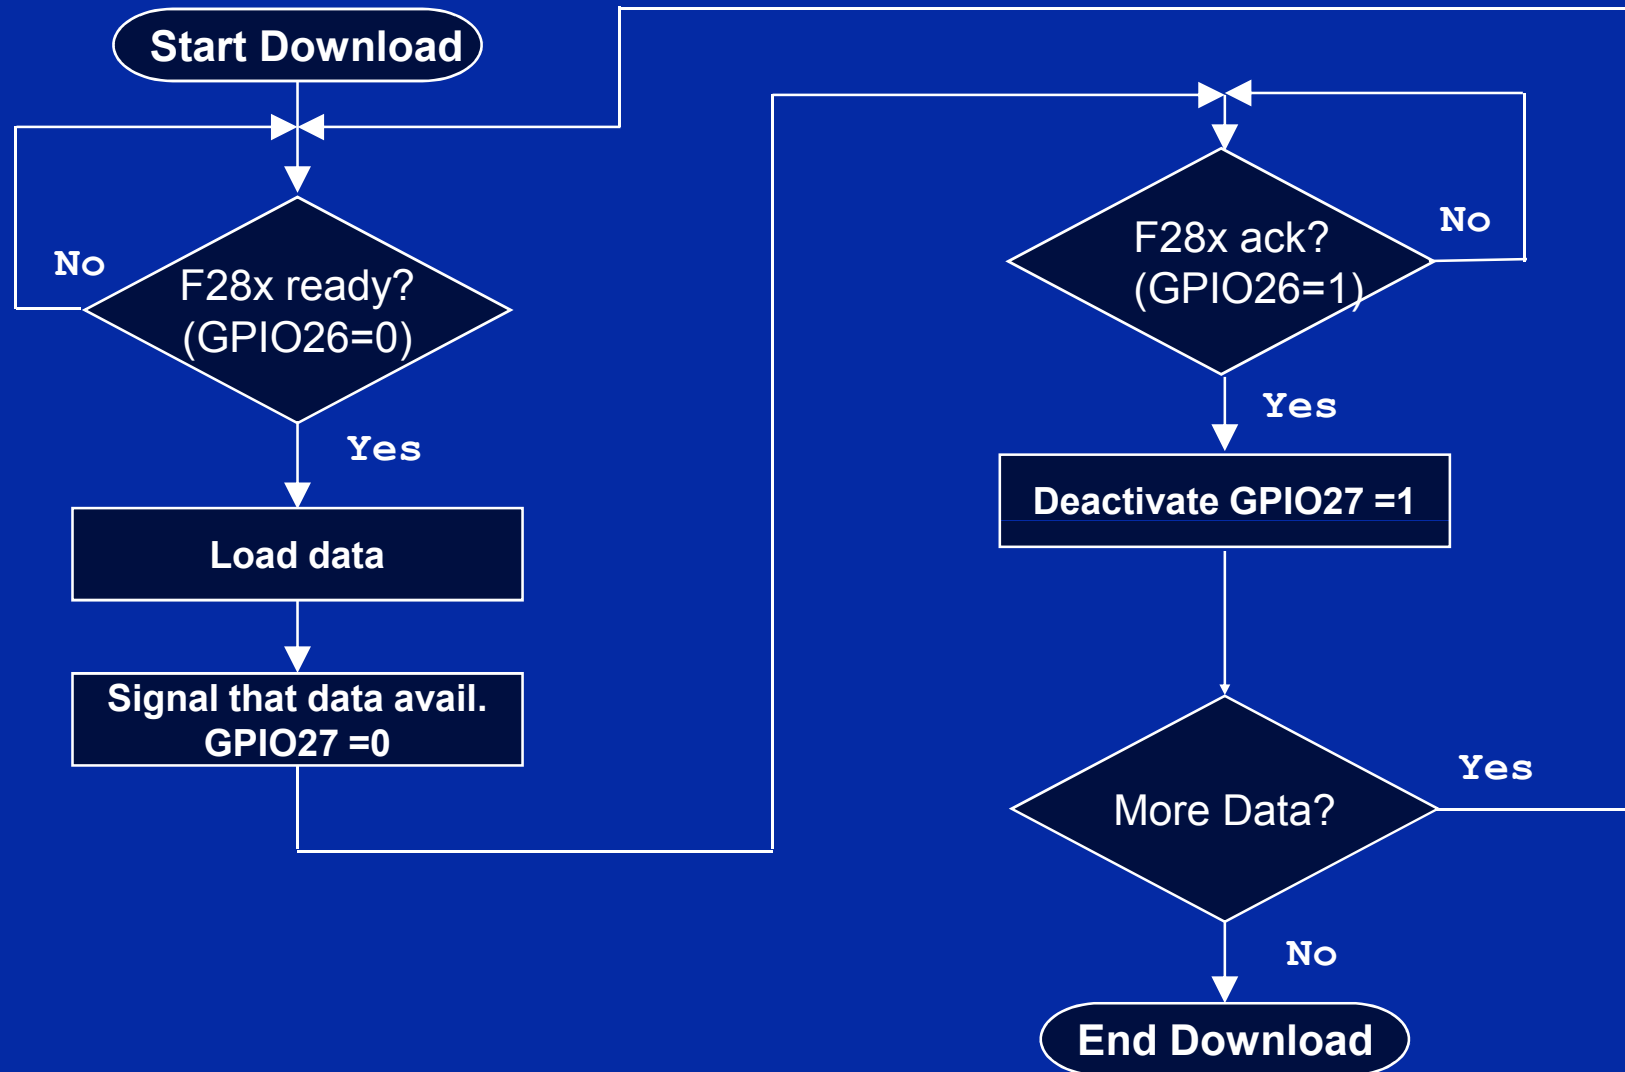 Start Download
No
F28x ready?
(GPIO26=0)
Yes
Load data
Signal that data avail.
GPIO27 =0
F28x ack?
(GPIO26=1)
No
Yes
Deactivate GPIO27 =1
More Data?
Yes
No
End Download